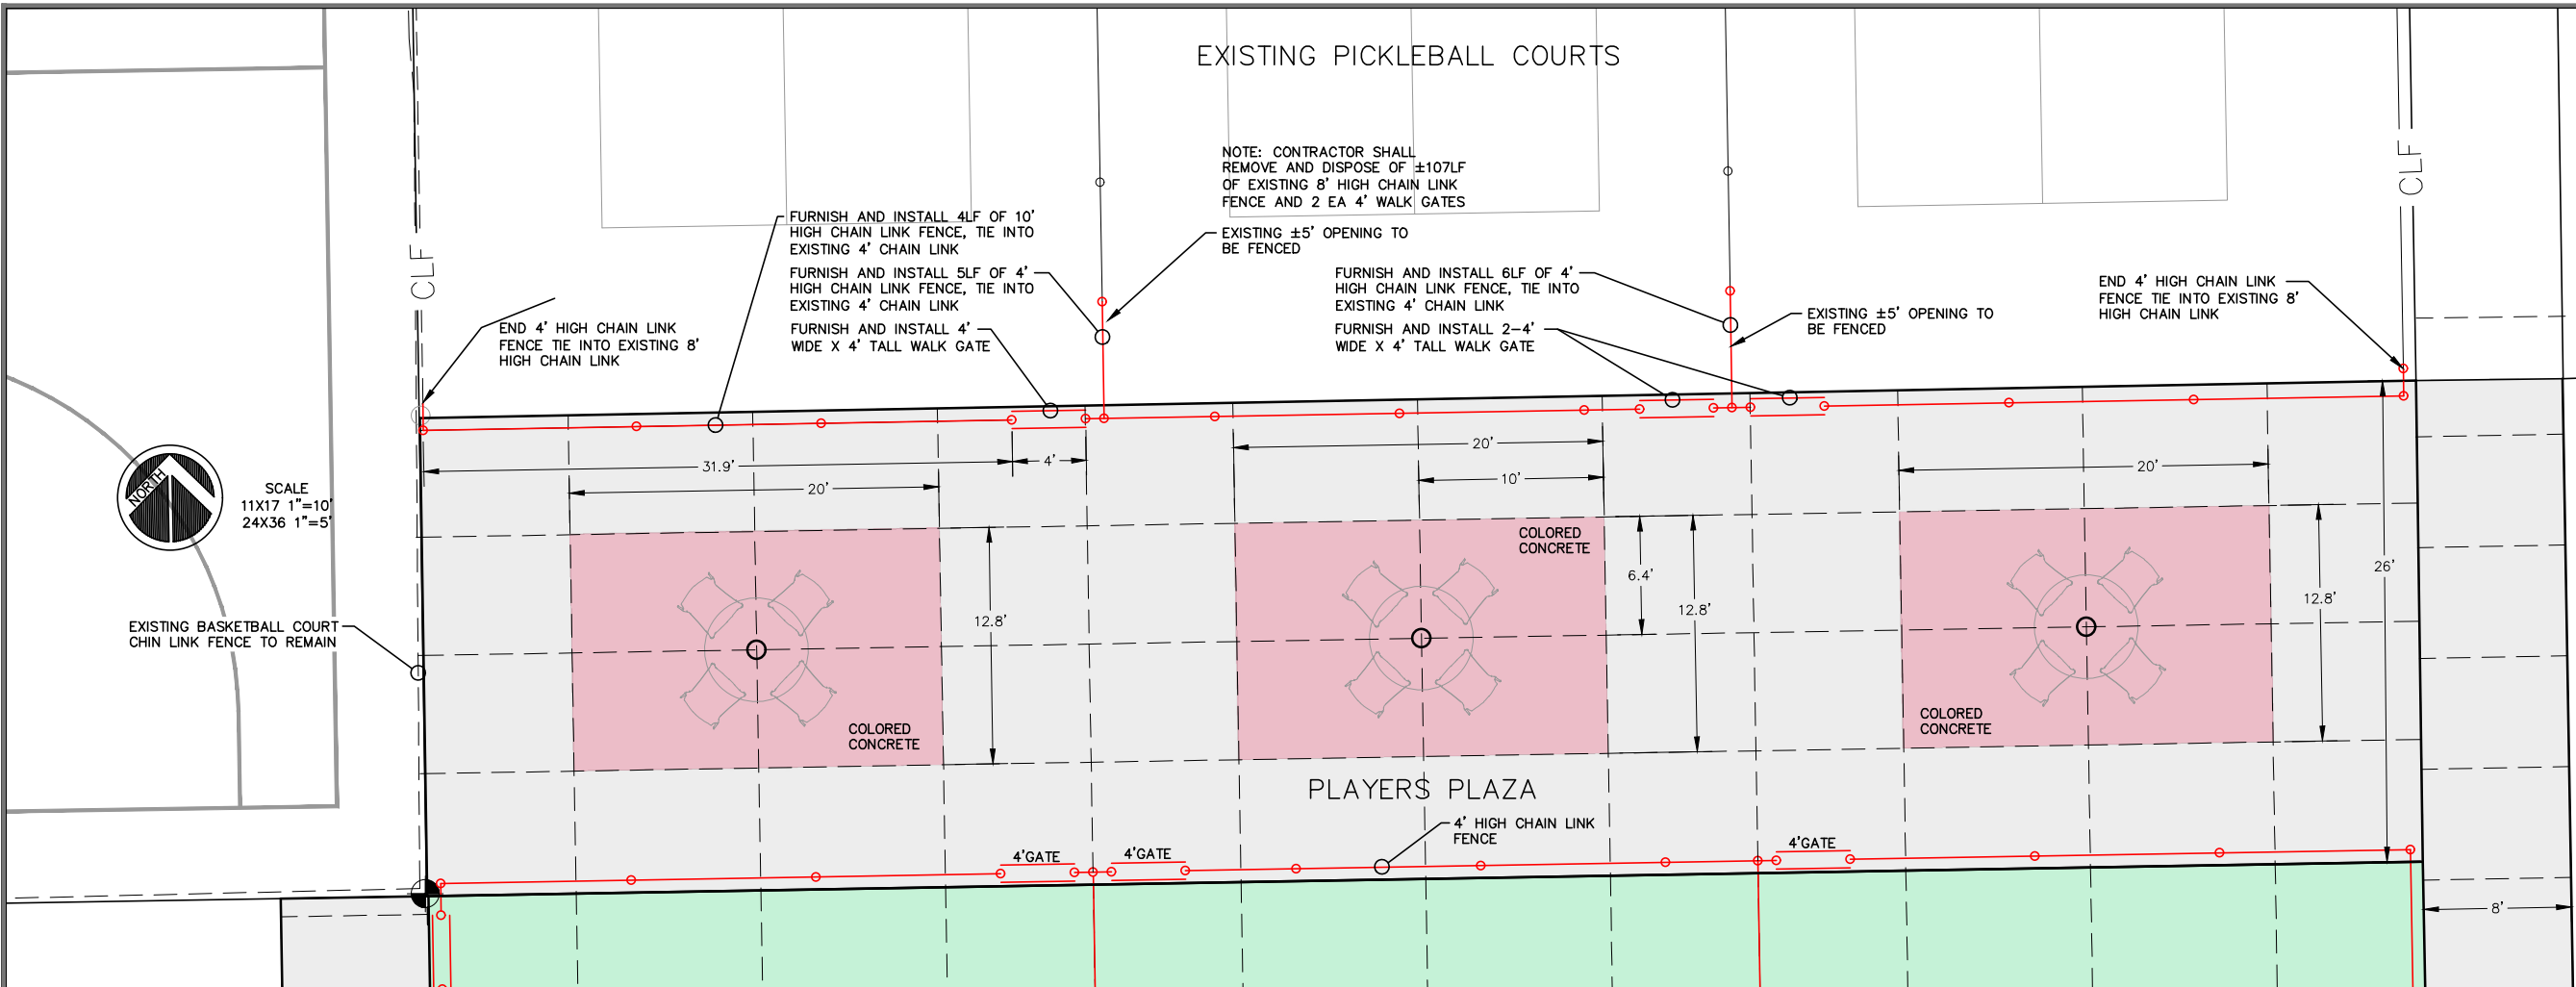 EXISTING PICKLEBALL COURTS
NOTE: CONTRACTOR SHALL
REMOVE AND DISPOSE OF ±107LF
OF EXISTING 8' HIGH CHAIN LINK
FENCE AND 2 EA 4' WALK GATES
CLF
CLF
FURNISH AND INSTALL 4LF OF 10'
HIGH CHAIN LINK FENCE, TIE INTO
EXISTING 4' CHAIN LINK
EXISTING ±5' OPENING TO
BE FENCED
FURNISH AND INSTALL 5LF OF 4'
HIGH CHAIN LINK FENCE, TIE INTO
EXISTING 4' CHAIN LINK
FURNISH AND INSTALL 6LF OF 4'
HIGH CHAIN LINK FENCE, TIE INTO
EXISTING 4' CHAIN LINK
END 4' HIGH CHAIN LINK
FENCE TIE INTO EXISTING 8'
HIGH CHAIN LINK
EXISTING ±5' OPENING TO
BE FENCED
END 4' HIGH CHAIN LINK
FENCE TIE INTO EXISTING 8'
HIGH CHAIN LINK
FURNISH AND INSTALL 4'
WIDE X 4' TALL WALK GATE
FURNISH AND INSTALL 2-4'
WIDE X 4' TALL WALK GATE
31.9'
4'
20'
20'
10'
20'
NORTH
SCALE
11X17 1"=10'
24X36 1"=5'
COLORED
CONCRETE
6.4'
12.8'
12.8'
12.8'
26'
EXISTING BASKETBALL COURT
CHIN LINK FENCE TO REMAIN
COLORED
CONCRETE
COLORED
CONCRETE
PLAYERS PLAZA
4' HIGH CHAIN LINK
FENCE
4'GATE
4'GATE
4'GATE
8'